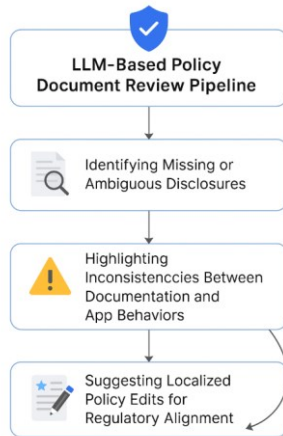 LLM-Based Policy
Document Review Pipeline
Identifying Missing or
Ambiguous Disclosures
Highlighting
Inconsistenccies Between
Documentation and
App Behaviors
Suggesting Localized
Policy Edits for
Regulatory Alignment